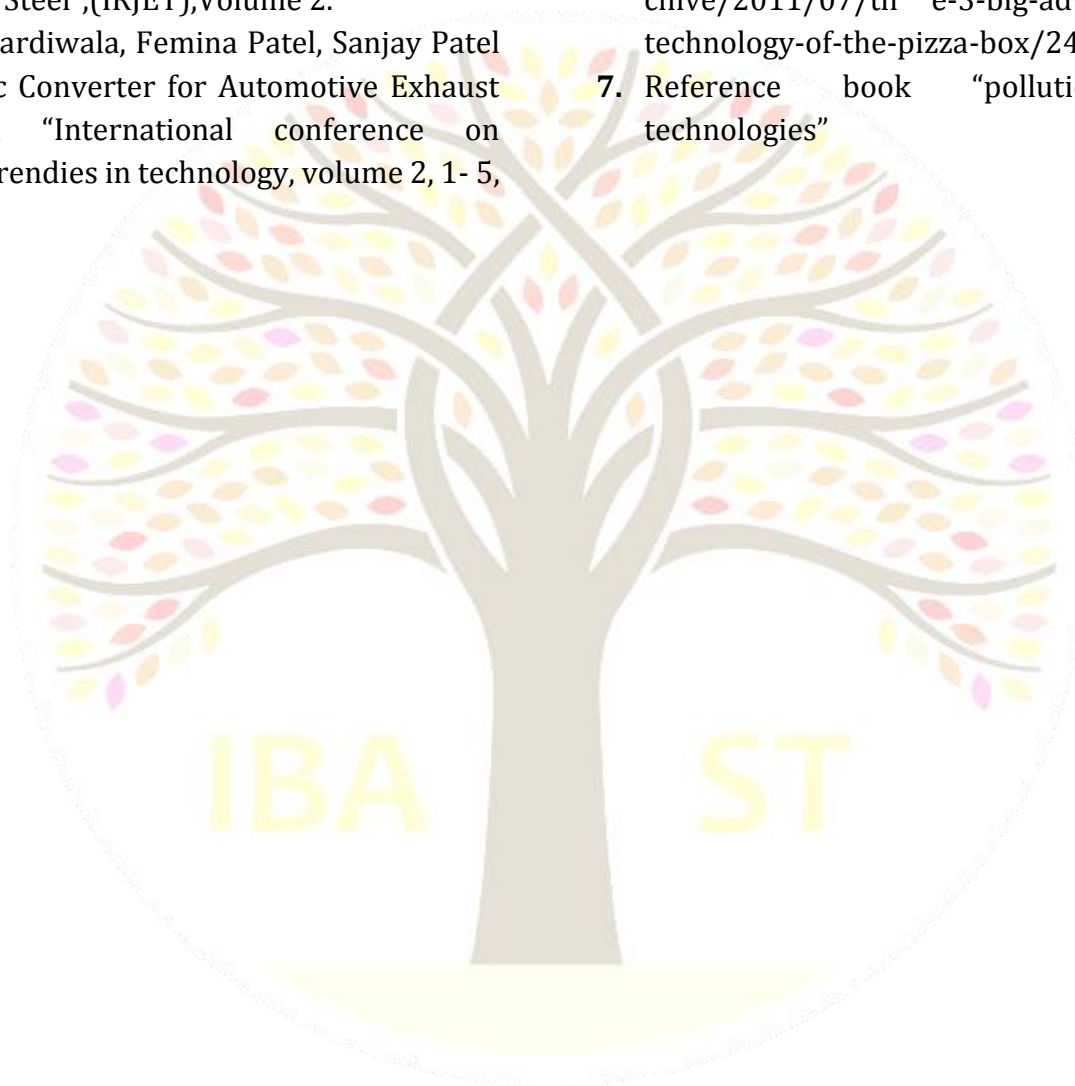 Steel",(IRJET),Volume 2.
ardiwala, Femina Patel, Sanjay Patel
c Converter for Automotive Exhaust
“International conference on
rendies in technology, volume 2, 1- 5,
chive/2011/07/th e-3-big-ad
technology-of-the-pizza-box/24
7. Reference book “polluti
technologies”
IBA ST